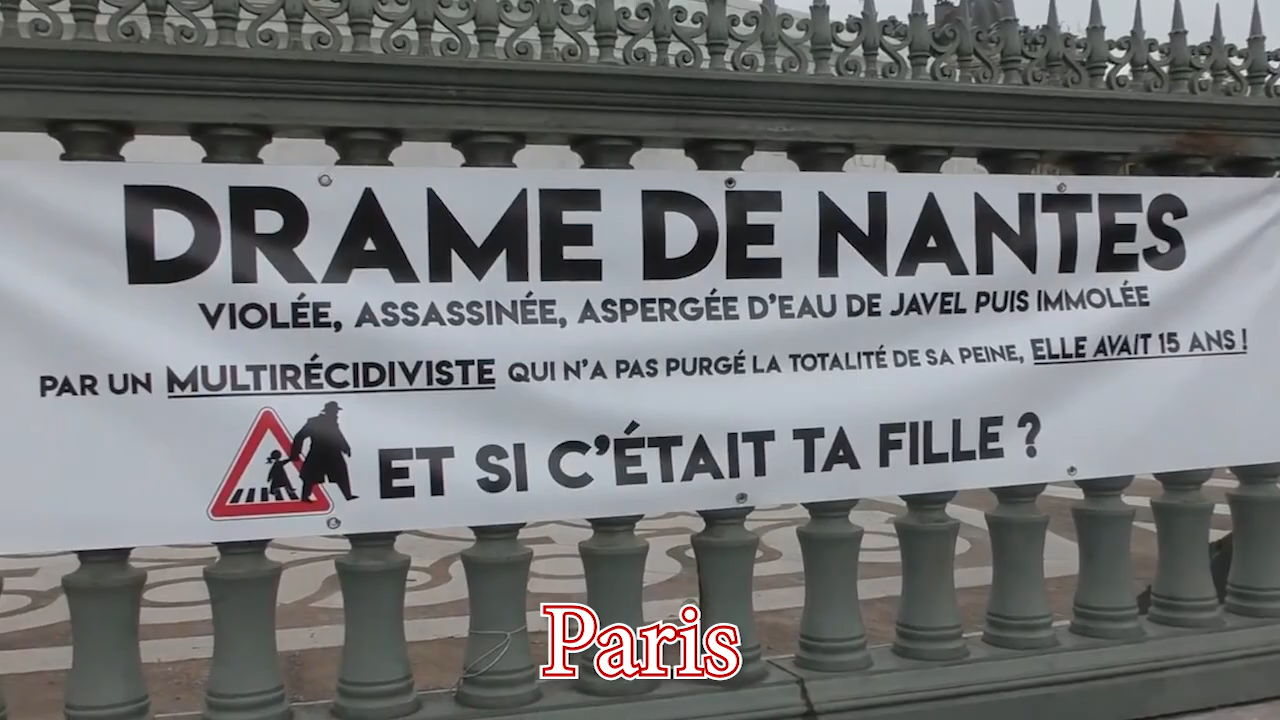 DRAME DE NANTES
VIOLÉE, ASSASSINÉE, ASPERGÉE D'EAU DE JAVEL PUIS IMMOLÉE
PAR UN MULTIRÉCIDIVISTE QUI N'A PAS PURGÉ LA TOTALITÉ DE SA PEINE, ELLE AVAIT 15 ANS !
ET SI C'ÉTAIT TA FILLE ?
Paris